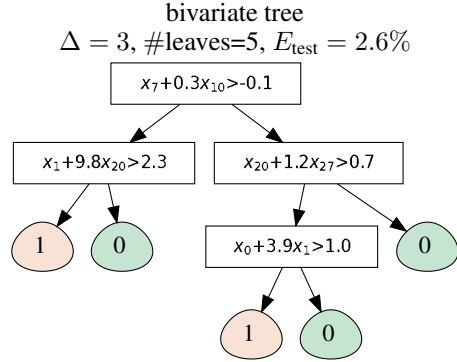 bivariate tree
Δ = 3, #leaves=5, E_test = 2.6%
x₇+0.3x₁₀>-0.1
x₁+9.8x₂₀>2.3
x₂₀+1.2x₂₇>0.7
1
0
x₀+3.9x₁>1.0
0
1
0